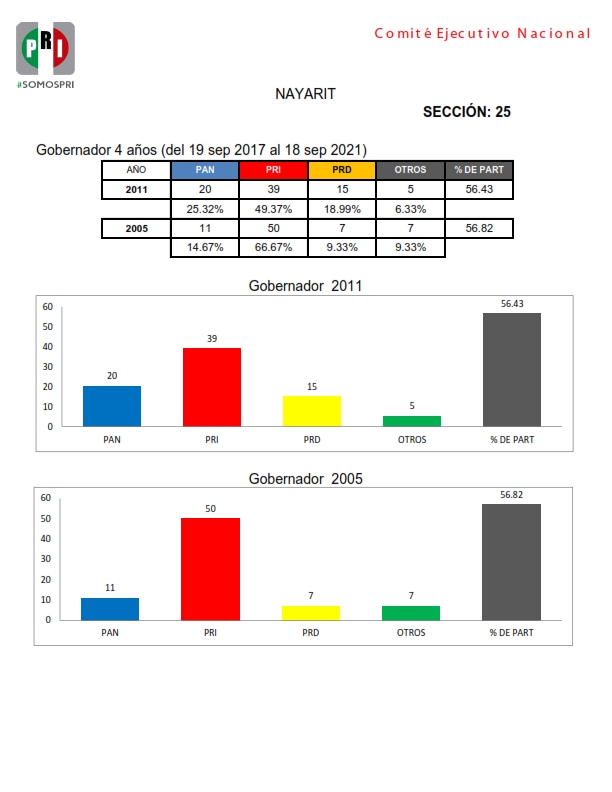 Comité Ejecutivo Nacional
PRI
#SOMOSPRI
NAYARIT
SECCIÓN: 25
Gobernador 4 años (del 19 sep 2017 al 18 sep 2021)
AÑO PAN PRI PRD OTROS % DE PART
2011 20 39 15 5 56.43
25.32% 49.37% 18.99% 6.33%
2005 11 50 7 7 56.82
14.67% 66.67% 9.33% 9.33%
Gobernador 2011
60
50
40
30
20
10
0
20
39
15
5
56.43
PAN PRI PRD OTROS % DE PART
Gobernador 2005
60
50
40
30
20
10
0
11
50
7
7
56.82
PAN PRI PRD OTROS % DE PART